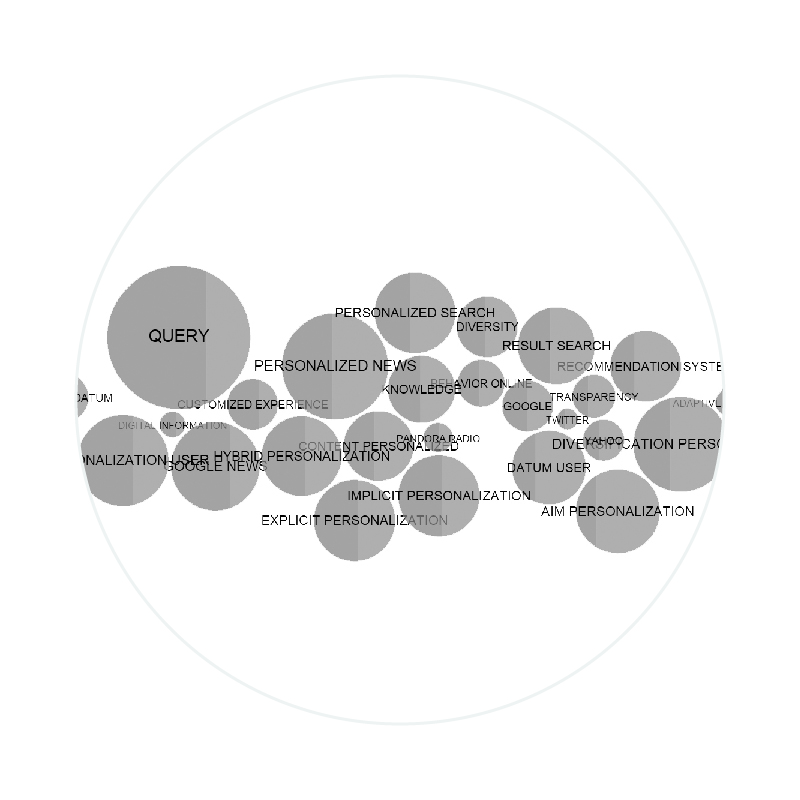 PERSONALIZED SEARCH
DIVERSITY
QUERY
RESULT SEARCH
PERSONALIZED NEWS
RECOMMENDATION SYSTE
BEHAVIOR ONLINE
KNOWLEDGE
DATUM
TRANSPARENCY
CUSTOMIZED EXPERIENCE
GOOGLE
ADAPTIVE
TWITTER
DIGITAL INFORMATION
PANDORA RADIO
YAHOO
CONTENT PERSONALIZED
DIVERSIFICATION PERSO
HYBRID PERSONALIZATION
NALIZATION USER
GOOGLE NEWS
DATUM USER
IMPLICIT PERSONALIZATION
AIM PERSONALIZATION
EXPLICIT PERSONALIZATION